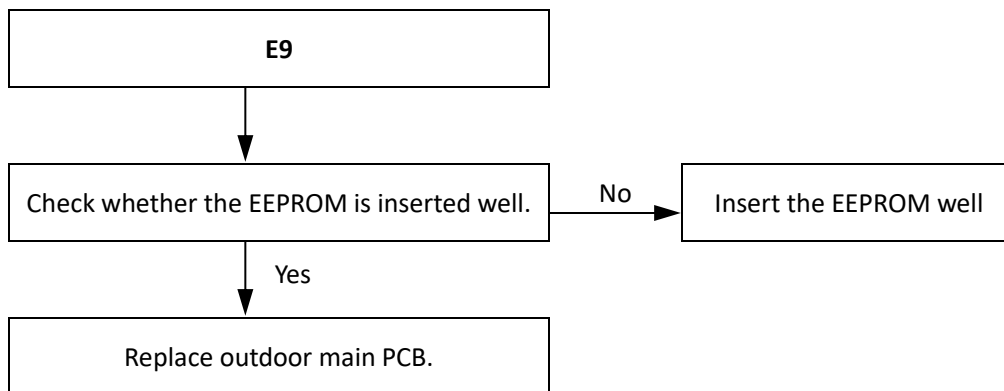 E9
Check whether the EEPROM is inserted well.
No
Insert the EEPROM well
Yes
Replace outdoor main PCB.